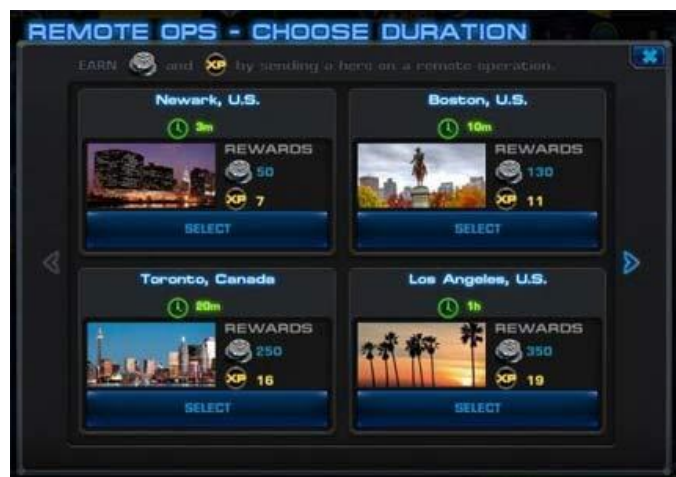 REMOTE OPS - CHOOSE DURATION
EARN and XP by sending a hero on a remote operation.
Newark, U.S.
3m
REWARDS
50
XP 7
SELECT
Boston, U.S.
10m
REWARDS
130
XP 11
SELECT
Toronto, Canada
20m
REWARDS
250
XP 16
SELECT
Los Angeles, U.S.
1h
REWARDS
350
XP 19
SELECT